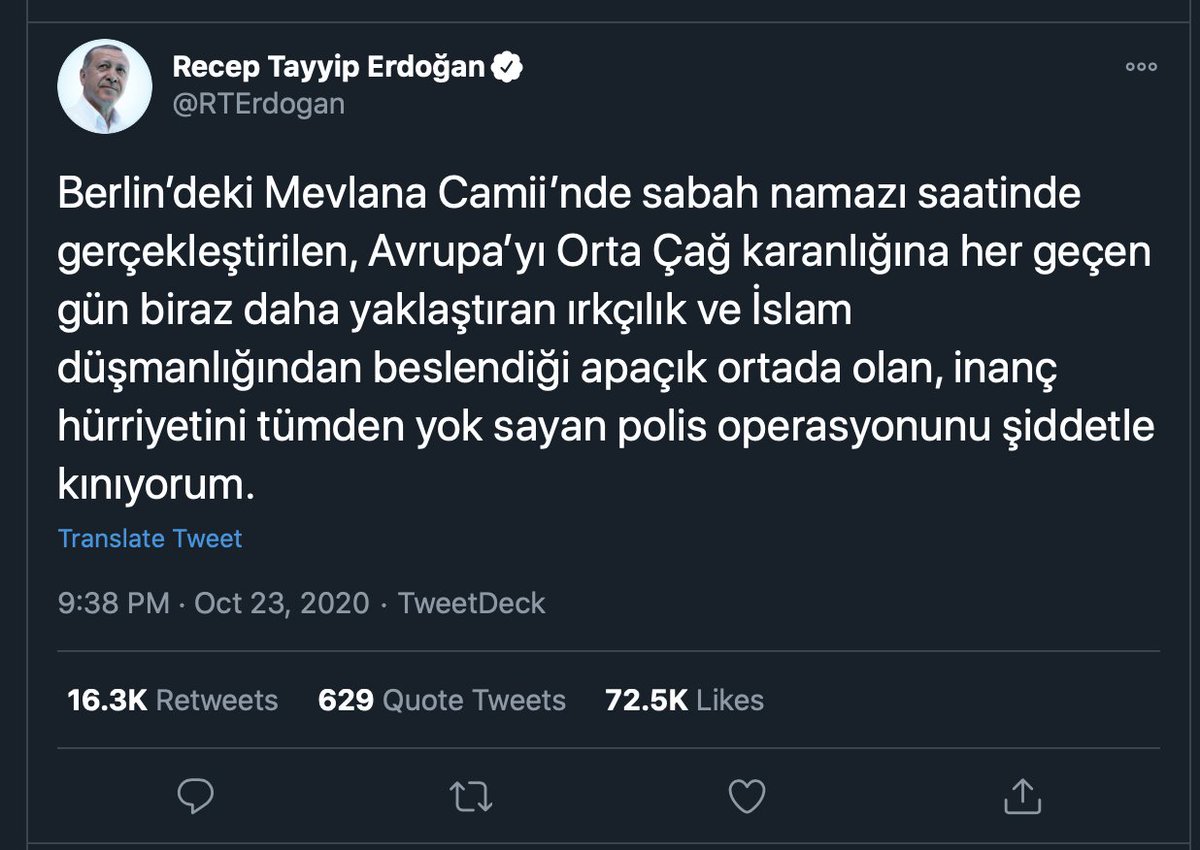 Recep Tayyip Erdoğan
@RTErdogan
Berlin’deki Mevlana Camii’nde sabah namazı saatinde
gerçekleştirilen, Avrupa’yı Orta Çağ karanlığına her geçen
gün biraz daha yaklaştıran ırkçılık ve İslam
düşmanlığından beslendiği apaçık ortada olan, inanç
hürriyetini tümden yok sayan polis operasyonunu şiddetle
kınıyorum.
Translate Tweet
9:38 PM · Oct 23, 2020 · TweetDeck
16.3K Retweets 629 Quote Tweets 72.5K Likes